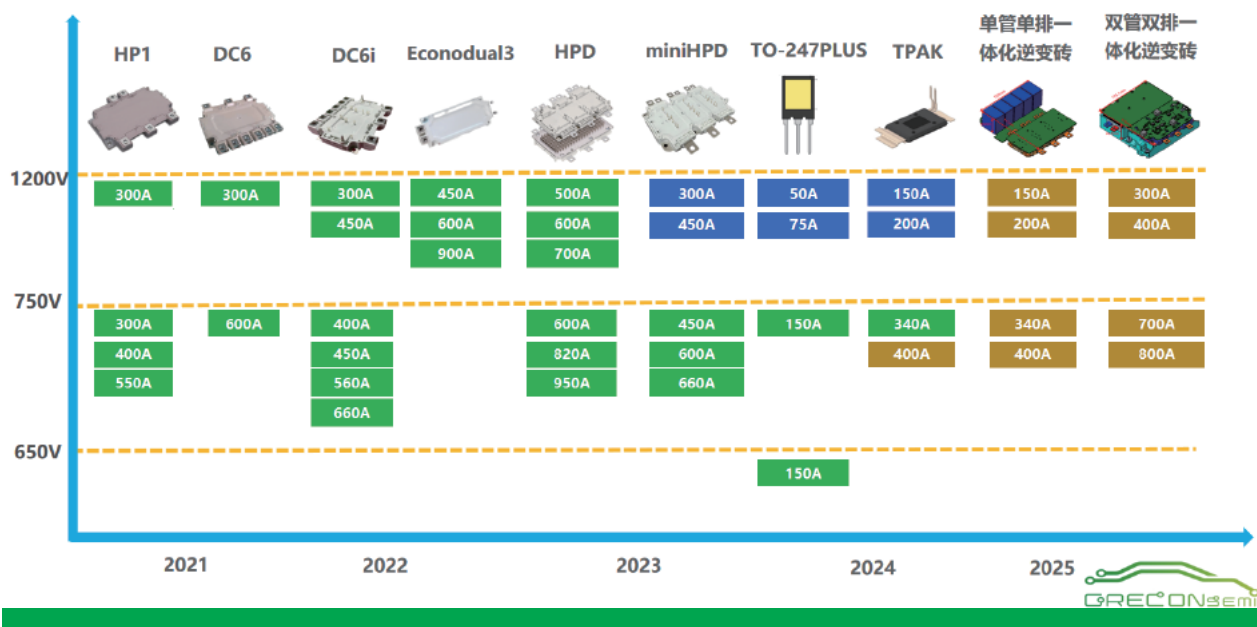 单管单排一
双管双排一
HP1 DC6 DC6i Econodual3 HPD miniHPD TO-247PLUS TPAK 体化逆变砖 体化逆变砖
1200V
300A 300A 300A 450A 500A 300A 50A 150A 150A 300A
450A 600A 600A 450A 75A 200A 200A 400A
900A 700A
750V
300A 600A 400A 600A 450A 150A 340A 340A 700A
400A 450A 820A 600A 400A 400A 800A
550A 560A 950A 660A
660A
650V
150A
2021 2022 2023 2024 2025
GRECONSEMI